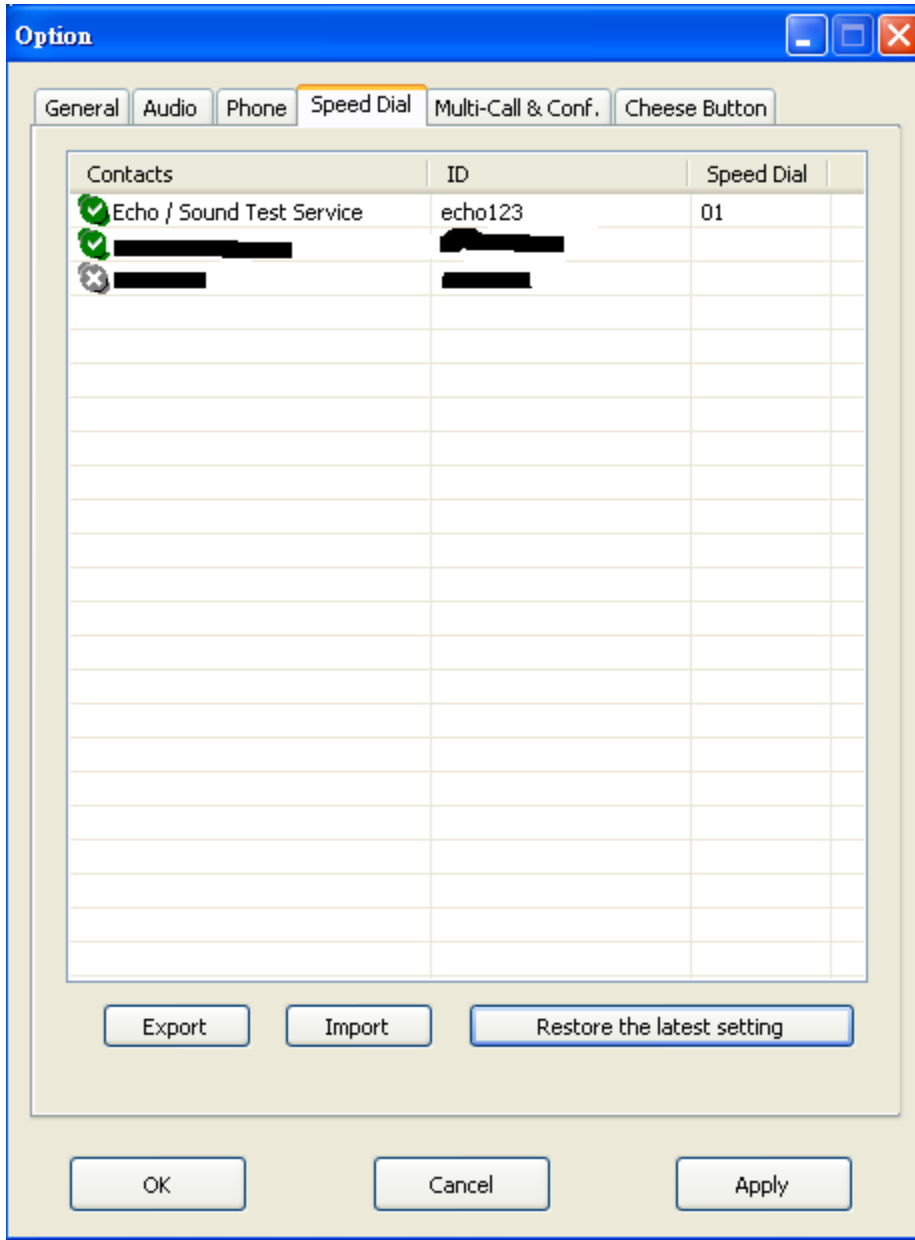 Option
General Audio Phone Speed Dial Multi-Call & Conf. Cheese Button
Contacts ID Speed Dial
Echo / Sound Test Service echo123 01
Export Import Restore the latest setting
OK Cancel Apply